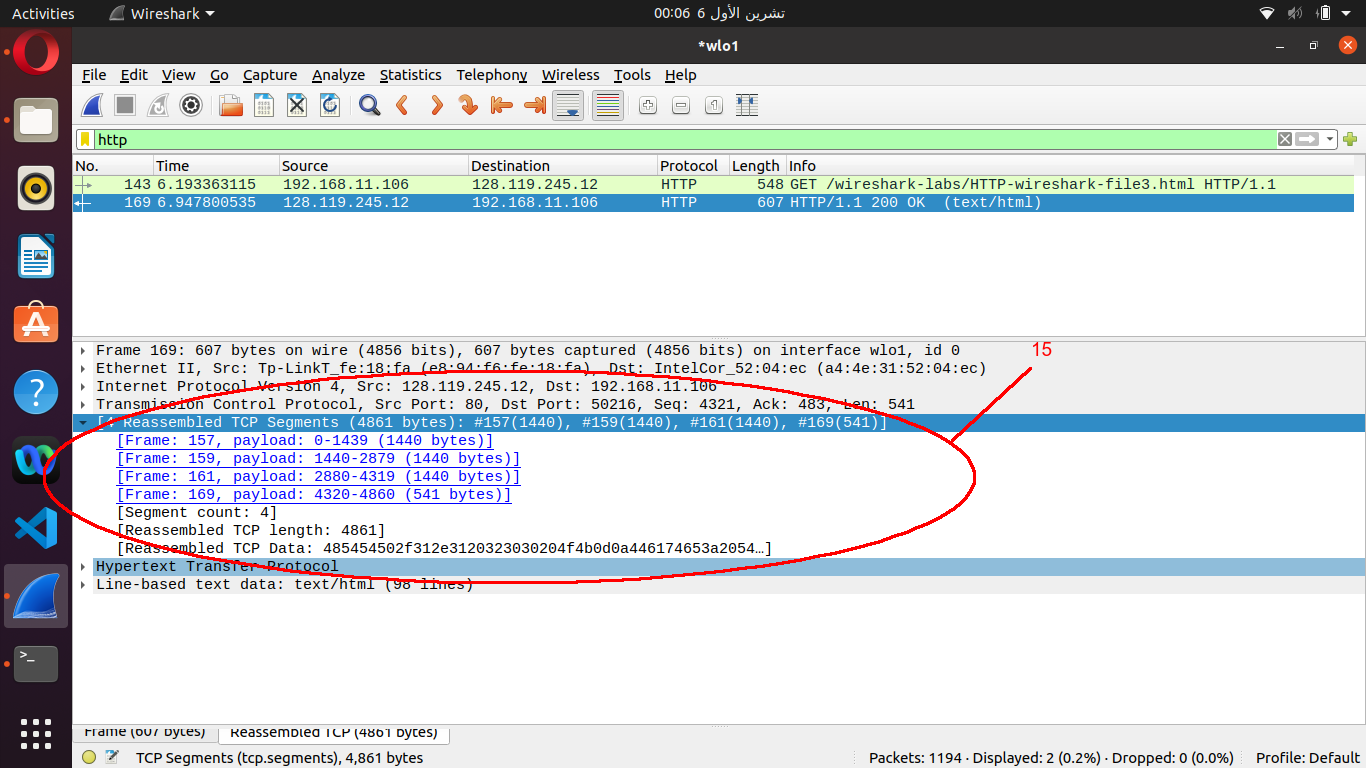 Activities Wireshark 00:06 6 تشرين الأول
*wlo1
File Edit View Go Capture Analyze Statistics Telephony Wireless Tools Help
http
No. Time Source Destination Protocol Length Info
143 6.193363115 192.168.11.106 128.119.245.12 HTTP 548 GET /wireshark-labs/HTTP-wireshark-file3.html HTTP/1.1
169 6.947800535 128.119.245.12 192.168.11.106 HTTP 607 HTTP/1.1 200 OK (text/html)
Frame 169: 607 bytes on wire (4856 bits), 607 bytes captured (4856 bits) on interface wlo1, id 0
15
Ethernet II, Src: Tp-LinkT_fe:18:fa (e8:94:f6:fe:18:fa), Dst: IntelCor_52:04:ec (a4:4e:31:52:04:ec)
Internet Protocol Version 4, Src: 128.119.245.12, Dst: 192.168.11.106
Transmission Control Protocol, Src Port: 80, Dst Port: 50216, Seq: 4321, Ack: 483, Len: 541
[4 Reassembled TCP Segments (4861 bytes): #157(1440), #159(1440), #161(1440), #169(541)]
[Frame: 157, payload: 0-1439 (1440 bytes)]
[Frame: 159, payload: 1440-2879 (1440 bytes)]
[Frame: 161, payload: 2880-4319 (1440 bytes)]
[Frame: 169, payload: 4320-4860 (541 bytes)]
[Segment count: 4]
[Reassembled TCP length: 4861]
[Reassembled TCP Data: 485454502f312e3120323030204f4b0d0a446174653a2054…]
Hypertext Transfer Protocol
Line-based text data: text/html (98 lines)
Frame (607 bytes) Reassembled TCP (4861 bytes)
TCP Segments (tcp.segments), 4,861 bytes Packets: 1194 · Displayed: 2 (0.2%) · Dropped: 0 (0.0%) Profile: Default